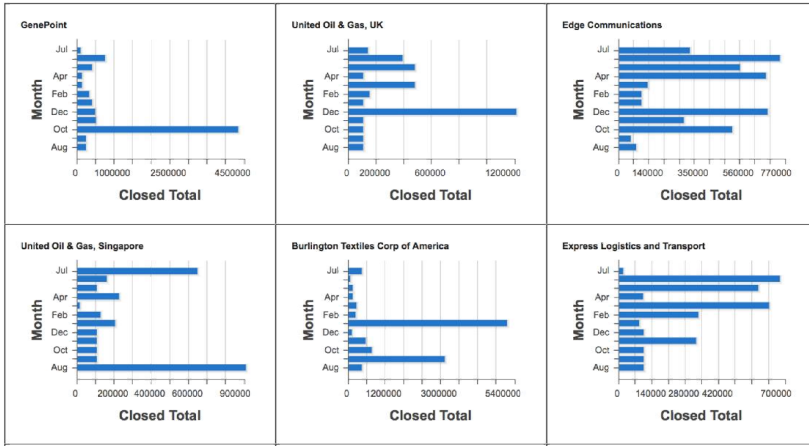 GenePoint
Jul
Apr
Feb
Dec
Oct
Aug
Month
0 1000000 2500000 4500000
Closed Total
United Oil & Gas, UK
Jul
Apr
Feb
Dec
Oct
Aug
Month
0 200000 600000 1200000
Closed Total
Edge Communications
Jul
Apr
Feb
Dec
Oct
Aug
Month
0 140000 350000 560000 770000
Closed Total
United Oil & Gas, Singapore
Jul
Apr
Feb
Dec
Oct
Aug
Month
0 200000 400000 600000 900000
Closed Total
Burlington Textiles Corp of America
Jul
Apr
Feb
Dec
Oct
Aug
Month
0 1000000 2400000 5400000
Closed Total
Express Logistics and Transport
Jul
Apr
Feb
Dec
Oct
Aug
Month
0 140000 280000 420000 700000
Closed Total